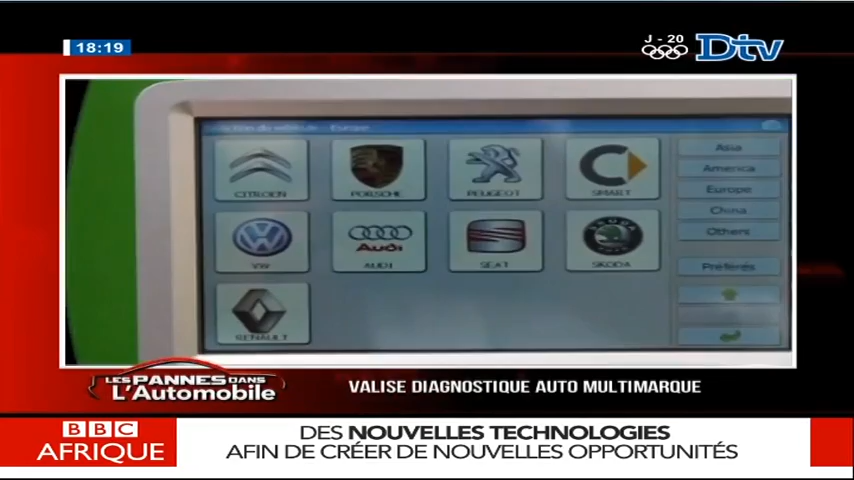 18:19
J - 20
Dtv
Europe
CITROEN
PORSCHE
PEUGEOT
SMART
VW
Audi
AUDI
SEAT
SKODA
RENAULT
Asia
America
Europe
China
Others
Préférés
LES PANNES DANS
L'Automobile
VALISE DIAGNOSTIQUE AUTO MULTIMARQUE
BBC
AFRIQUE
DES NOUVELLES TECHNOLOGIES
AFIN DE CRÉER DE NOUVELLES OPPORTUNITÉS